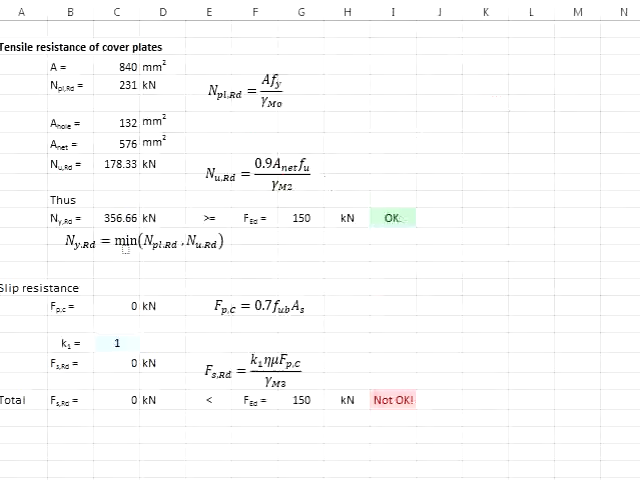 A B C D E F G H I J K L M N
Tensile resistance of cover plates
A = 840 mm²
Npl,Rd = 231 kN Npl,Rd = Afy / γM0
Ahole = 132 mm²
Anet = 576 mm²
Nu,Rd = 178.33 kN Nu,Rd = 0.9Anetfu / γM2
Thus
Ny,Rd = 356.66 kN >= FEd = 150 kN OK:
Ny,Rd = min(Npl,Rd , Nu,Rd)
Slip resistance
Fp,c = 0 kN Fp,C = 0.7fubAs
k1 = 1
Fs,Rd = 0 kN Fs,Rd = k1ημFp,C / γM3
Total Fs,Rd = 0 kN < FEd = 150 kN Not OK!